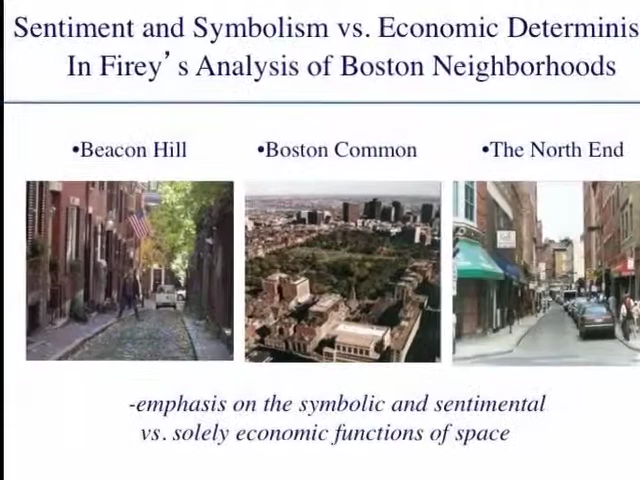 Sentiment and Symbolism vs. Economic Determinis
In Firey’s Analysis of Boston Neighborhoods
•Beacon Hill
•Boston Common
•The North End
-emphasis on the symbolic and sentimental
vs. solely economic functions of space